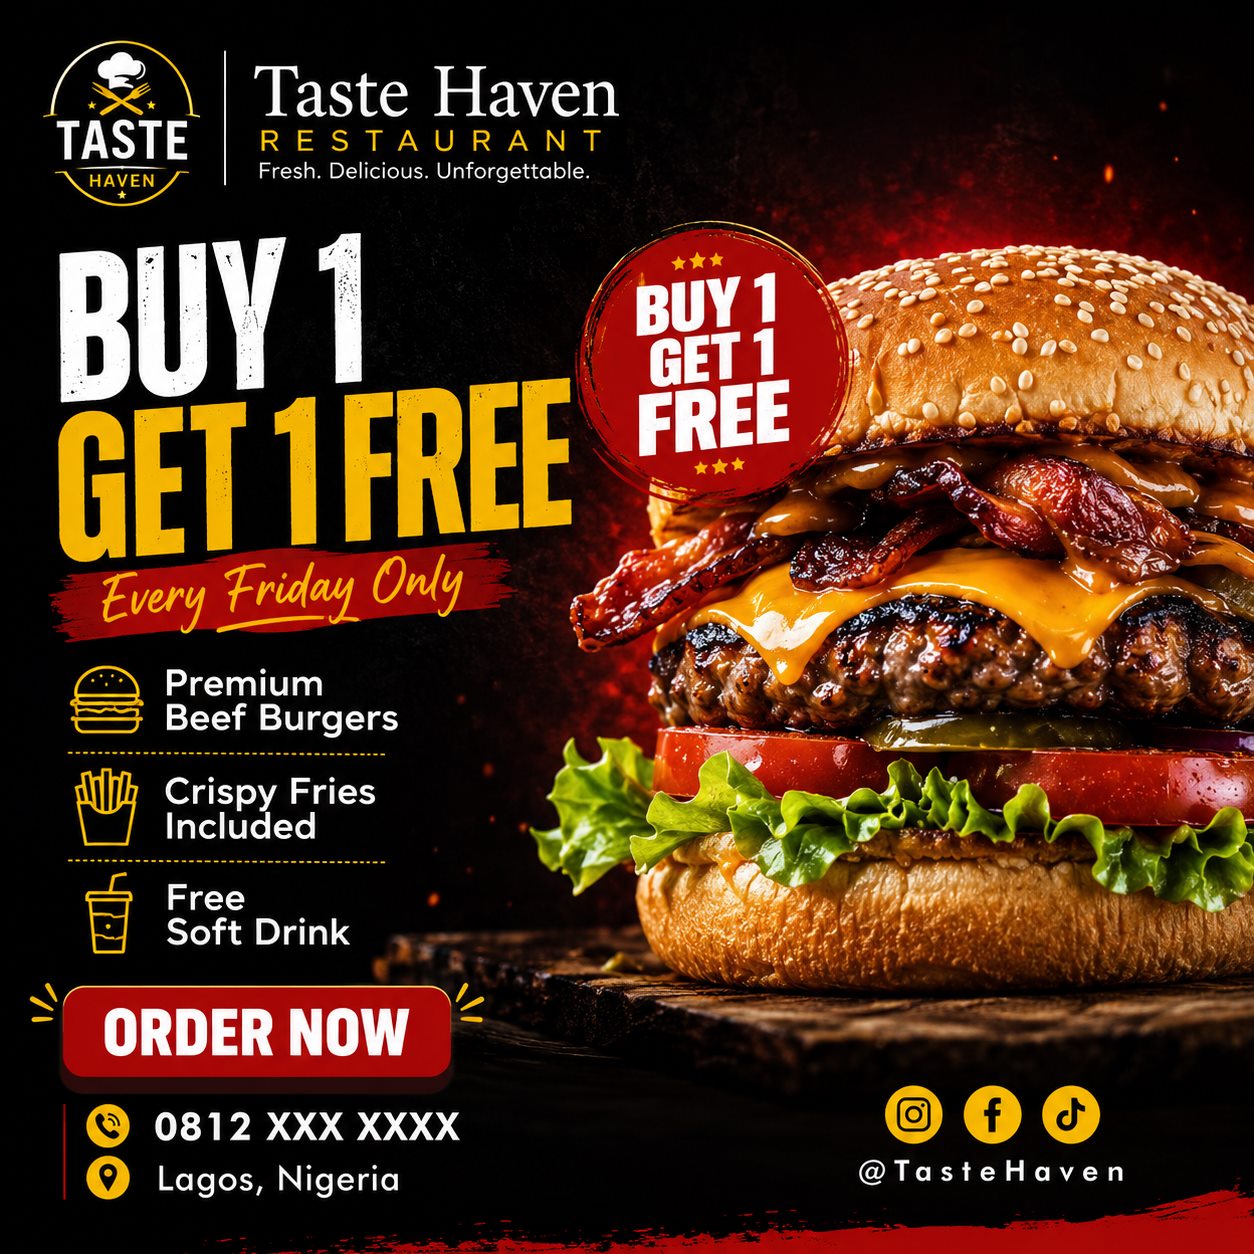 TASTE
HAVEN
Taste Haven
RESTAURANT
Fresh. Delicious. Unforgettable.
BUY 1
GET 1 FREE
Every Friday Only
BUY 1
GET 1
FREE
Premium
Beef Burgers
Crispy Fries
Included
Free
Soft Drink
ORDER NOW
0812 XXX XXXX
Lagos, Nigeria
@TasteHaven